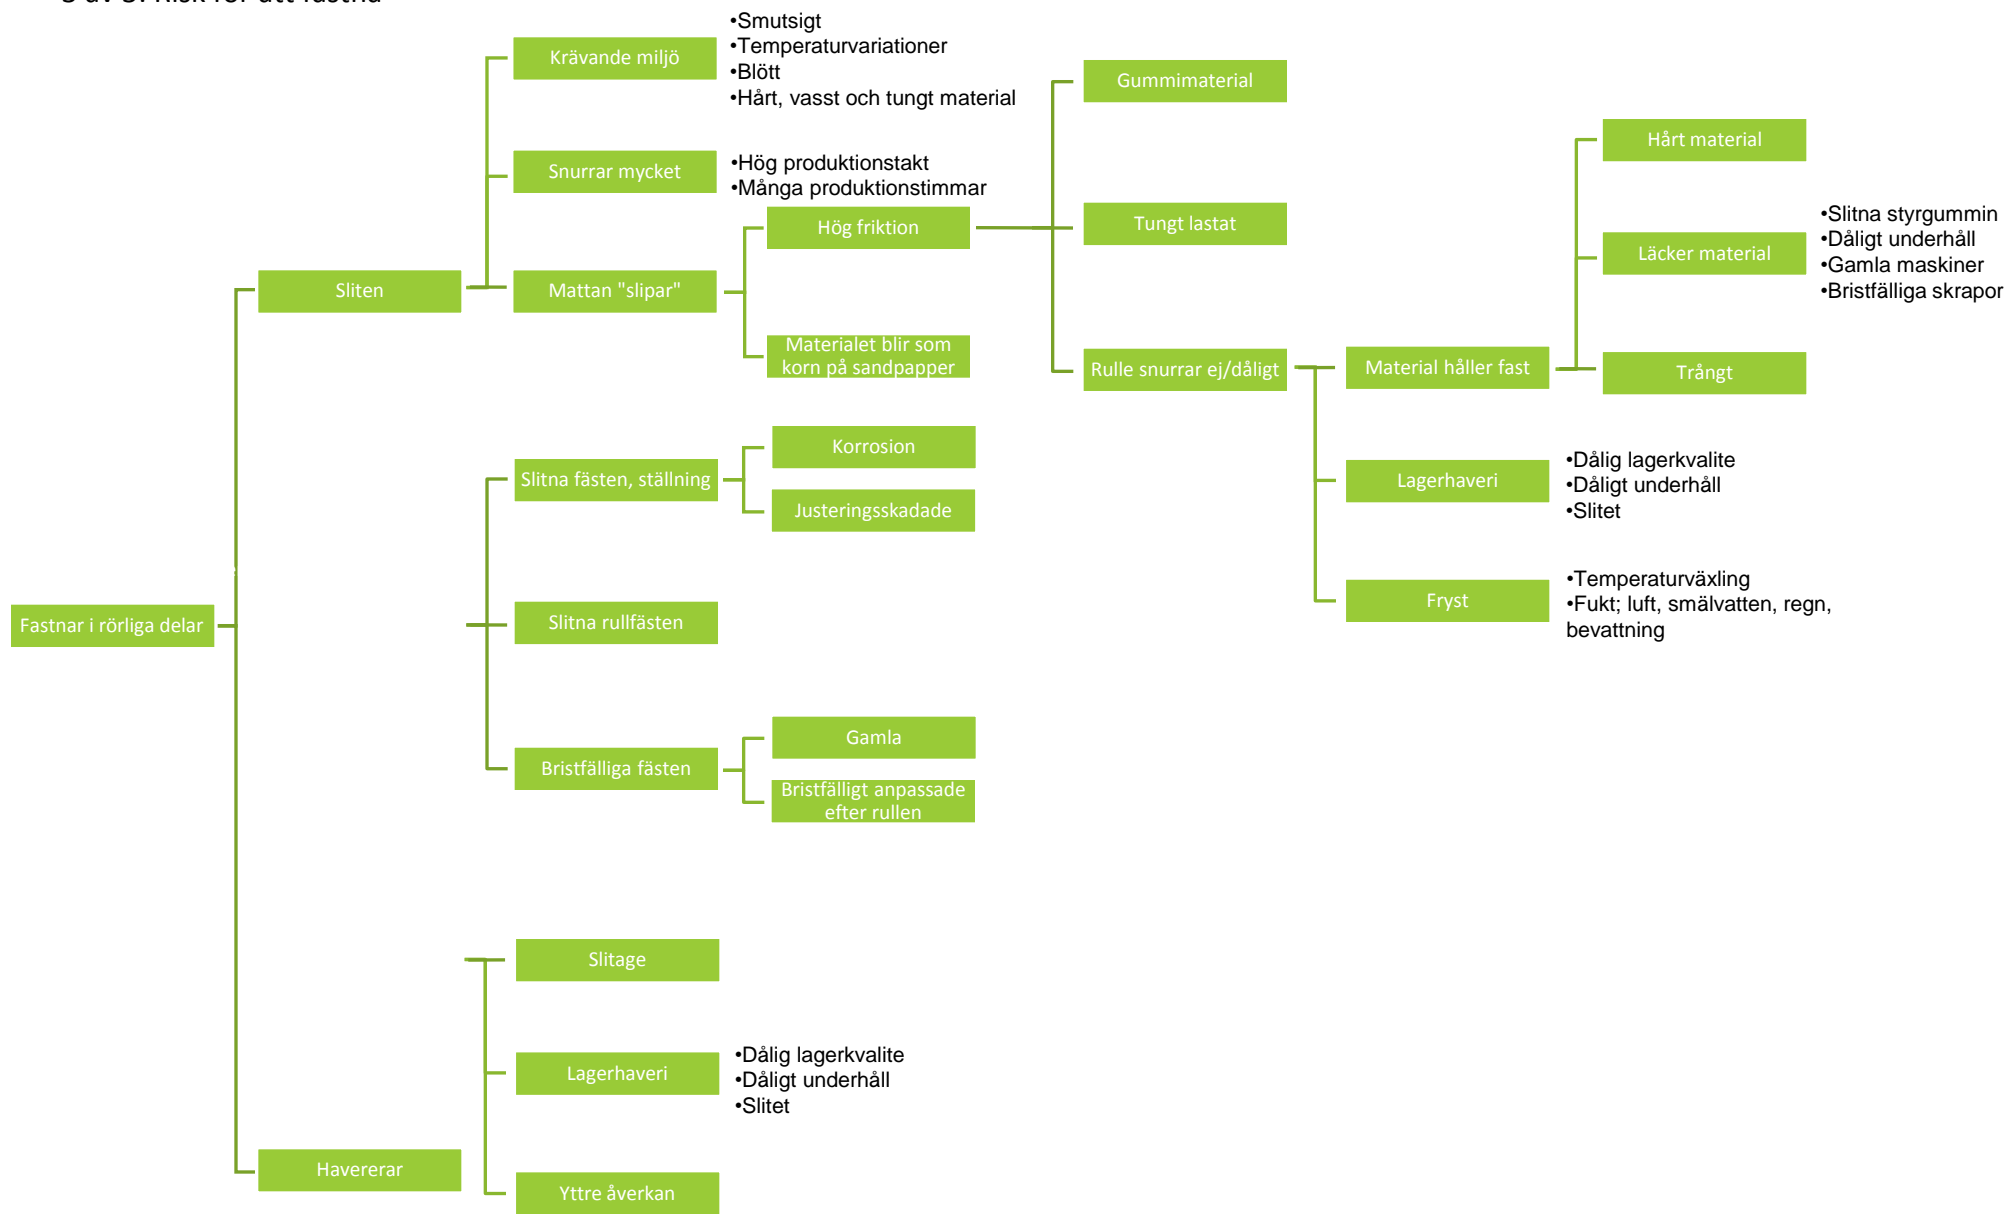 Krävande miljö
•Smutsigt
•Temperaturvariationer
•Blött
•Hårt, vasst och tungt material
Snurrar mycket
•Hög produktionstakt
•Många produktionstimmar
Sliten
Mattan "slipar"
Hög friktion
Materialet blir som
korn på sandpapper
Gummimaterial
Tungt lastat
Rulle snurrar ej/dåligt
Material håller fast
Hårt material
Läcker material
•Slitna styrgummin
•Dåligt underhåll
•Gamla maskiner
•Bristfälliga skrapor
Trångt
Lagerhaveri
•Dålig lagerkvalite
•Dåligt underhåll
•Slitet
Fryst
•Temperaturväxling
•Fukt; luft, smälvatten, regn,
bevattning
Slitna fästen, ställning
Korrosion
Justeringsskadade
Fastnar i rörliga delar
Slitna rullfästen
Bristfälliga fästen
Gamla
Bristfälligt anpassade
efter rullen
Slitage
Lagerhaveri
•Dålig lagerkvalite
•Dåligt underhåll
•Slitet
Havererar
Yttre åverkan